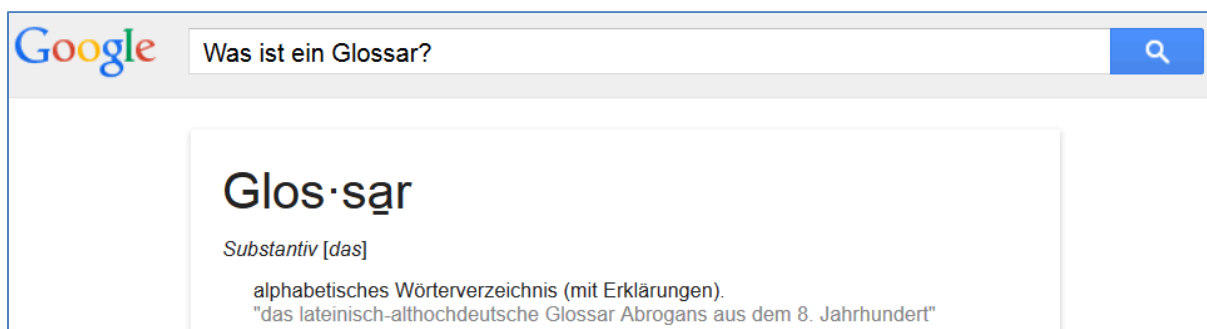 Google Was ist ein Glossar?
Glos·sa̲r
Substantiv [das]
alphabetisches Wörterverzeichnis (mit Erklärungen).
"das lateinisch-althochdeutsche Glossar Abrogans aus dem 8. Jahrhundert"